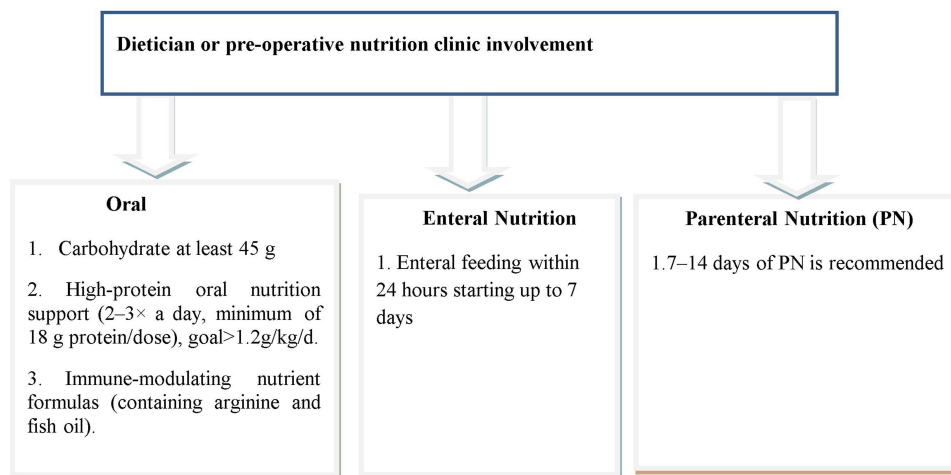 Dietician or pre-operative nutrition clinic involvement
Oral
1. Carbohydrate at least 45 g
2. High-protein oral nutrition
support (2–3× a day, minimum of
18 g protein/dose), goal>1.2g/kg/d.
3. Immune-modulating nutrient
formulas (containing arginine and
fish oil).
Enteral Nutrition
1. Enteral feeding within
24 hours starting up to 7
days
Parenteral Nutrition (PN)
1.7–14 days of PN is recommended